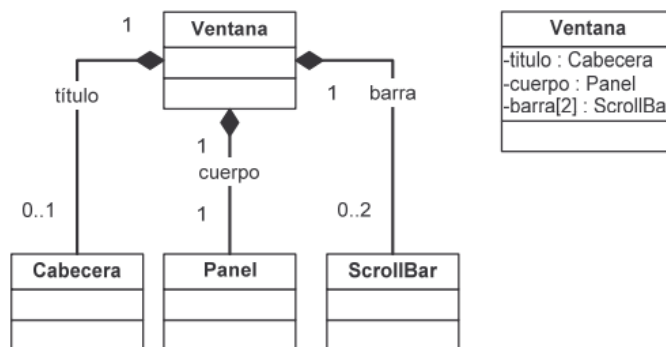 1
Ventana
título
1
barra
1
cuerpo
0..1
1
0..2
Cabecera
Panel
ScrollBar
Ventana
-titulo : Cabecera
-cuerpo : Panel
-barra[2] : ScrollBa